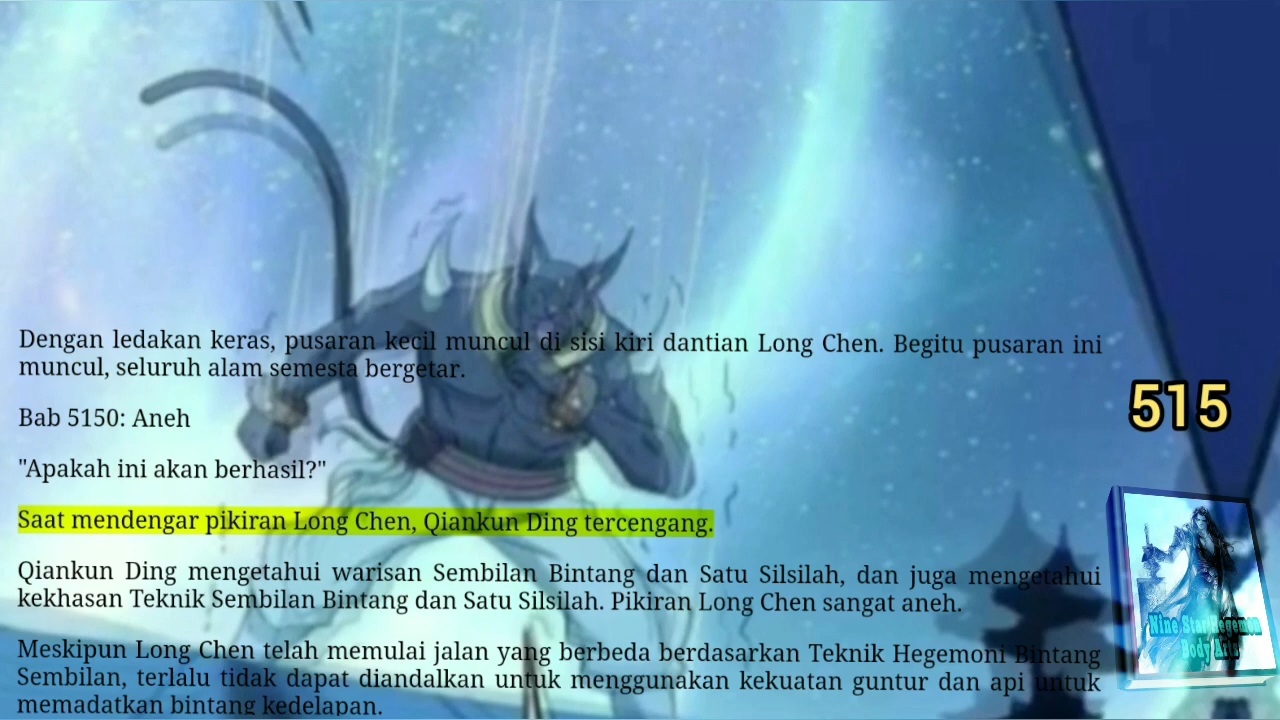 Dengan ledakan keras, pusaran kecil muncul di sisi kiri dantian Long Chen. Begitu pusaran ini
muncul, seluruh alam semesta bergetar.
Bab 5150: Aneh
"Apakah ini akan berhasil?"
Saat mendengar pikiran Long Chen, Qiankun Ding tercengang.
Qiankun Ding mengetahui warisan Sembilan Bintang dan Satu Silsilah, dan juga mengetahui
kekhasan Teknik Sembilan Bintang dan Satu Silsilah. Pikiran Long Chen sangat aneh.
Meskipun Long Chen telah memulai jalan yang berbeda berdasarkan Teknik Hegemoni Bintang
Sembilan, terlalu tidak dapat diandalkan untuk menggunakan kekuatan guntur dan api untuk
memadatkan bintang kedelapan.
515
Nine Star Hegemon
Body Arts